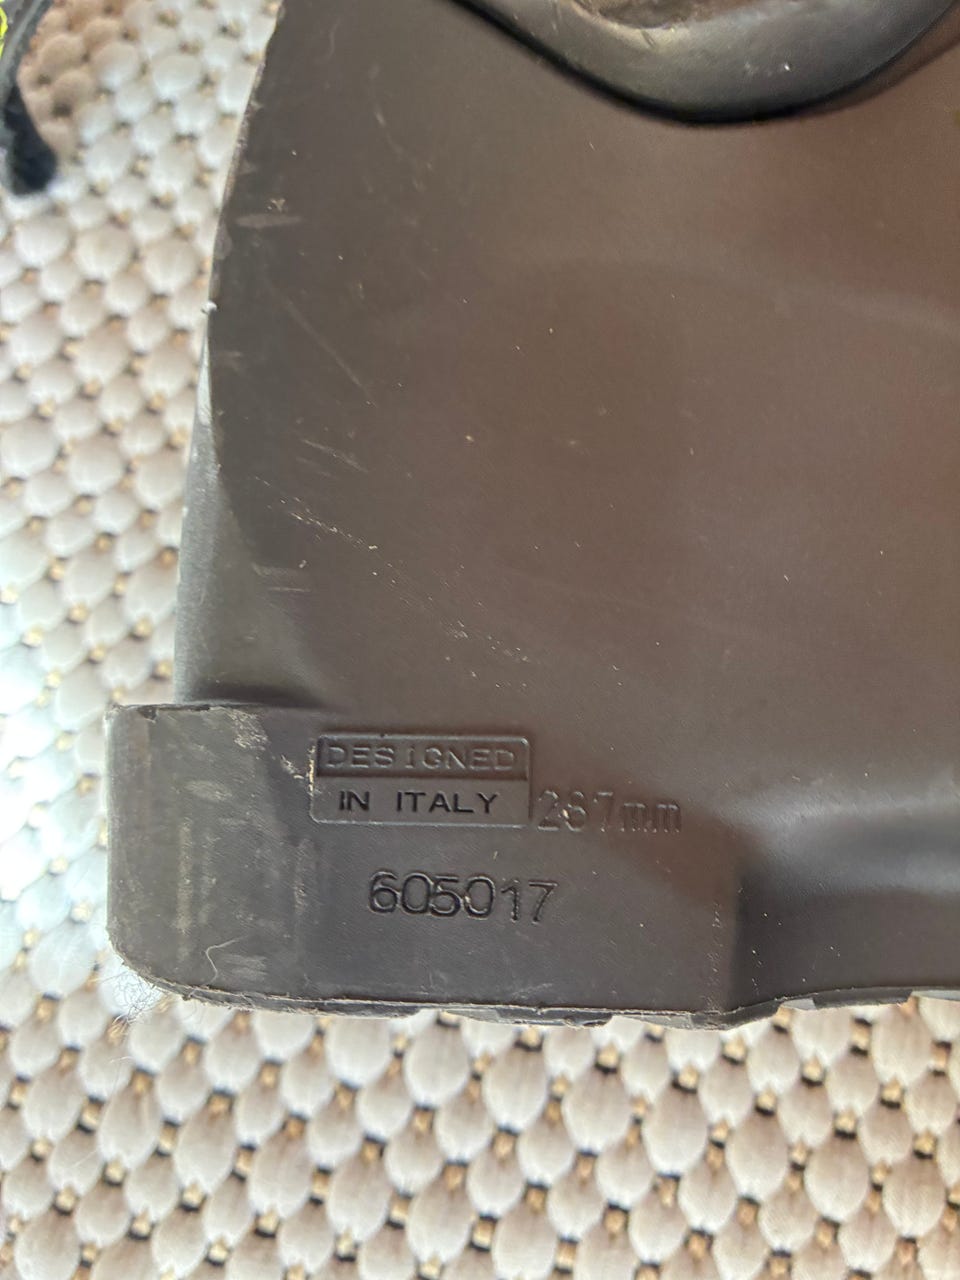 DESIGNED
IN ITALY
267mm
605017